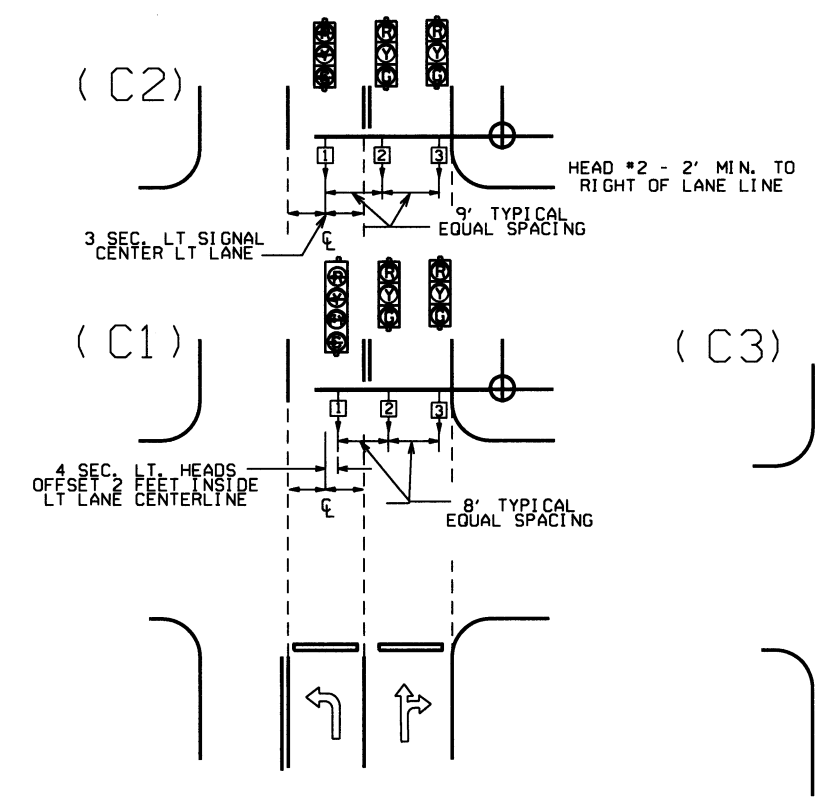 ( C2 )
R R R
Y Y Y
G G G
1 2 3
HEAD #2 - 2' MIN. TO
RIGHT OF LANE LINE
9' TYPICAL
EQUAL SPACING
3 SEC. LT SIGNAL
CENTER LT LANE
CL
( C1 )
R R R
Y Y Y
Y G G
G
( C3 )
1 2 3
4 SEC. LT. HEADS
OFFSET 2 FEET INSIDE
LT LANE CENTERLINE
CL
8' TYPICAL
EQUAL SPACING